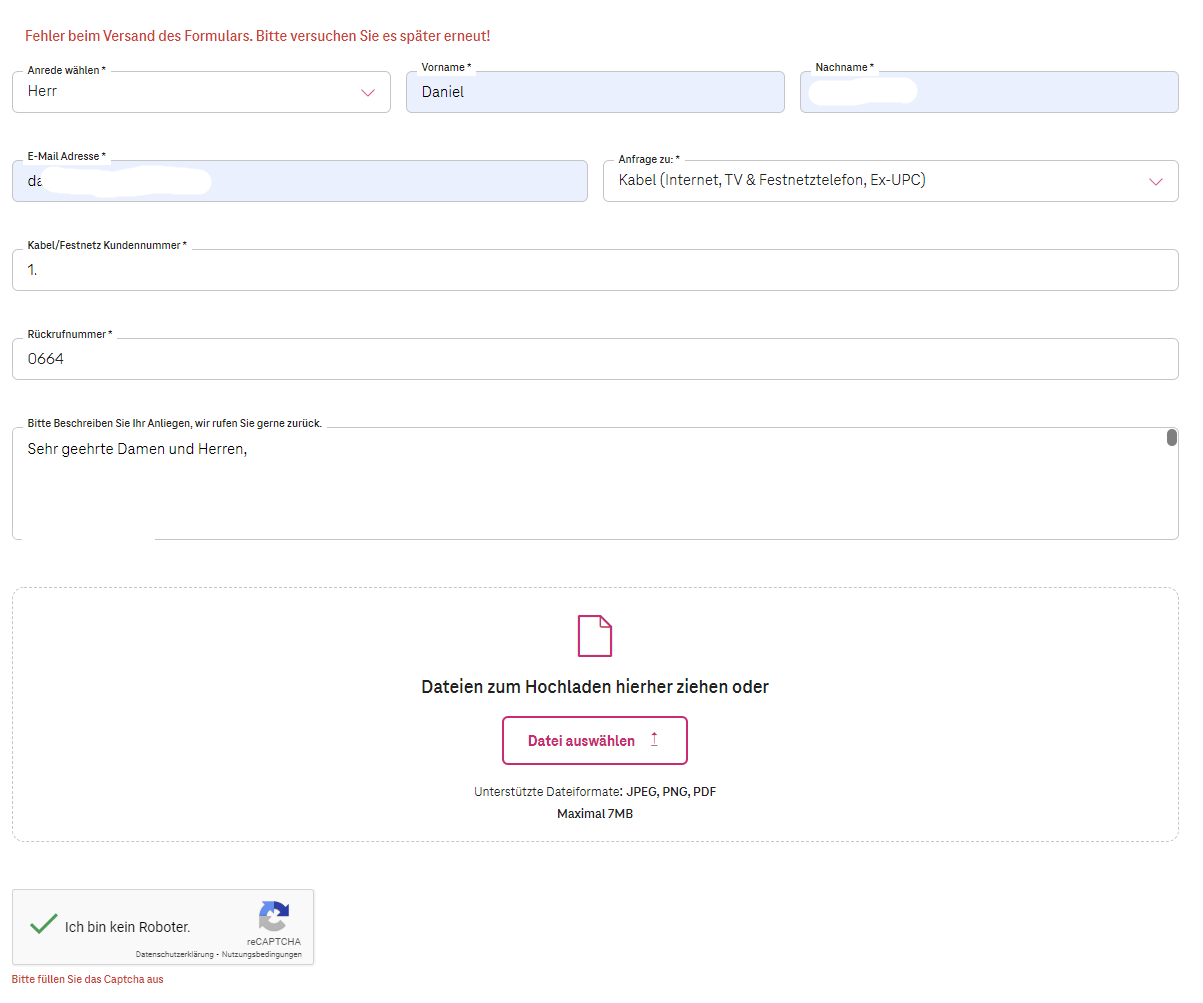 Fehler beim Versand des Formulars. Bitte versuchen Sie es später erneut!
Anrede wählen *
Herr
Vorname *
Daniel
Nachname *
E-Mail Adresse *
da
Anfrage zu: *
Kabel (Internet, TV & Festnetztelefon, Ex-UPC)
Kabel/Festnetz Kundennummer *
1.
Rückrufnummer *
0664
Bitte Beschreiben Sie Ihr Anliegen, wir rufen Sie gerne zurück.
Sehr geehrte Damen und Herren,
Dateien zum Hochladen hierher ziehen oder
Datei auswählen
Unterstützte Dateiformate: JPEG, PNG, PDF
Maximal 7MB
Ich bin kein Roboter.
reCAPTCHA
Datenschutzerklärung - Nutzungsbedingungen
Bitte füllen Sie das Captcha aus